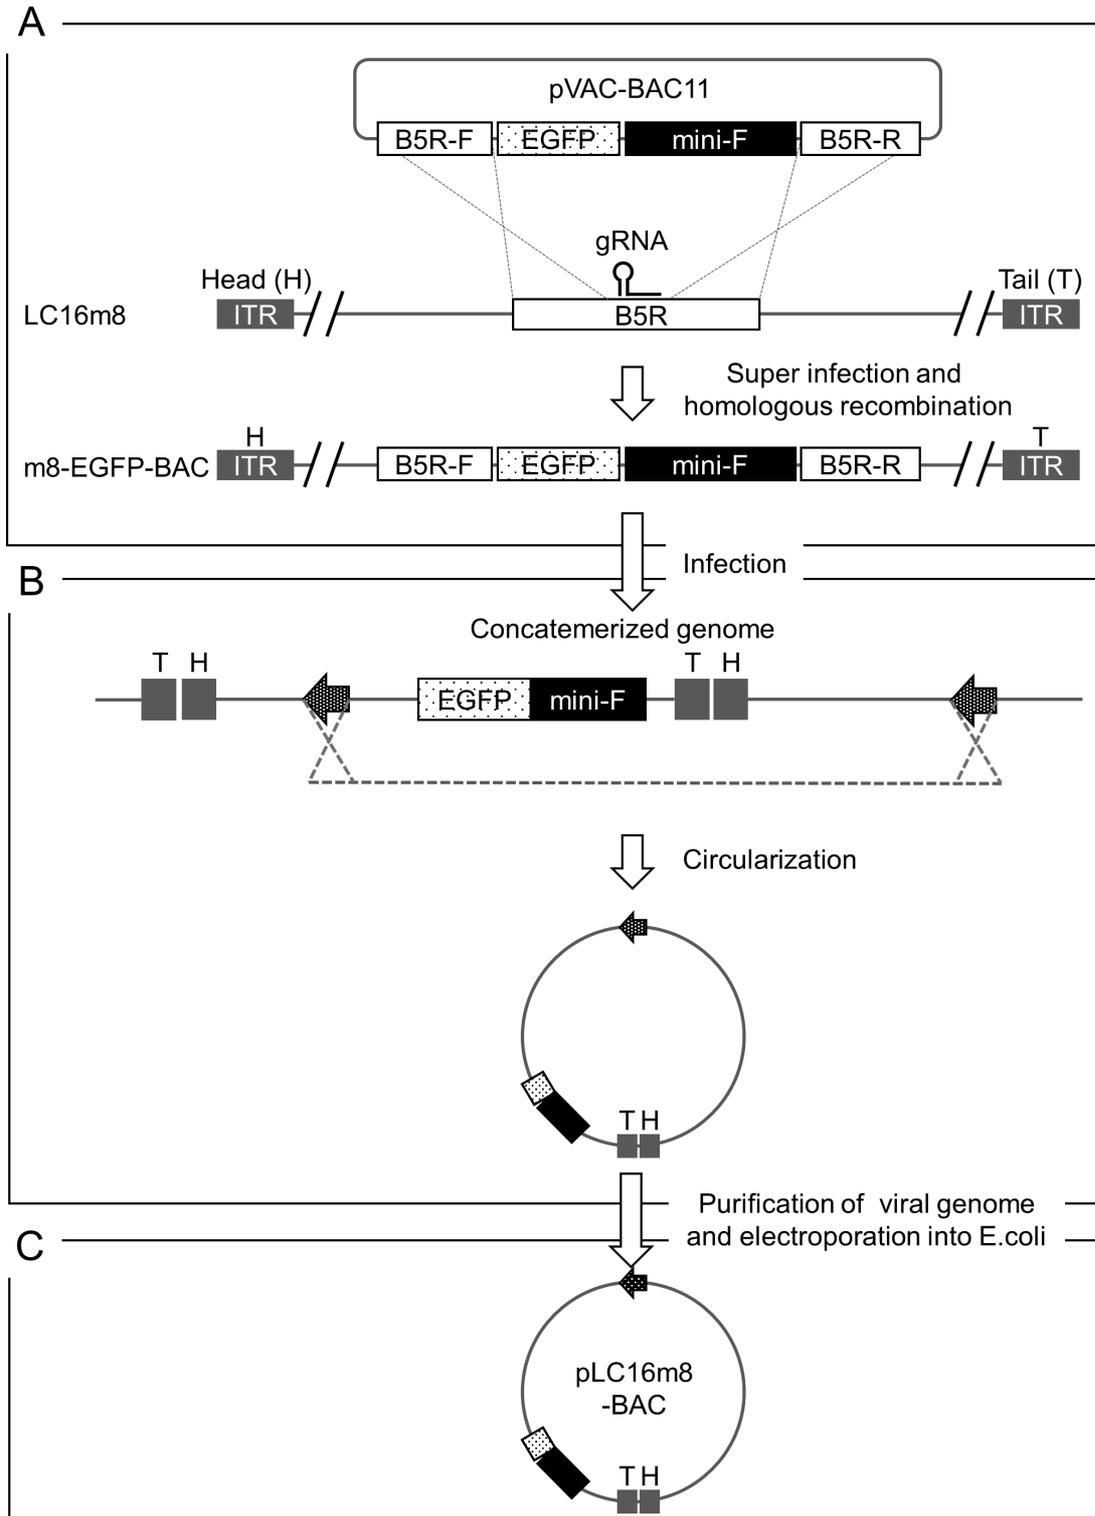 A
pVAC-BAC11
B5R-F EGFP mini-F B5R-R
gRNA
Head (H) Tail (T)
LC16m8 ITR B5R ITR
Super infection and
homologous recombination
H T
m8-EGFP-BAC ITR B5R-F EGFP mini-F B5R-R ITR
Infection
B
Concatemerized genome
T H T H
EGFP mini-F
Circularization
T H
Purification of viral genome
and electroporation into E.coli
C
pLC16m8
-BAC
T H